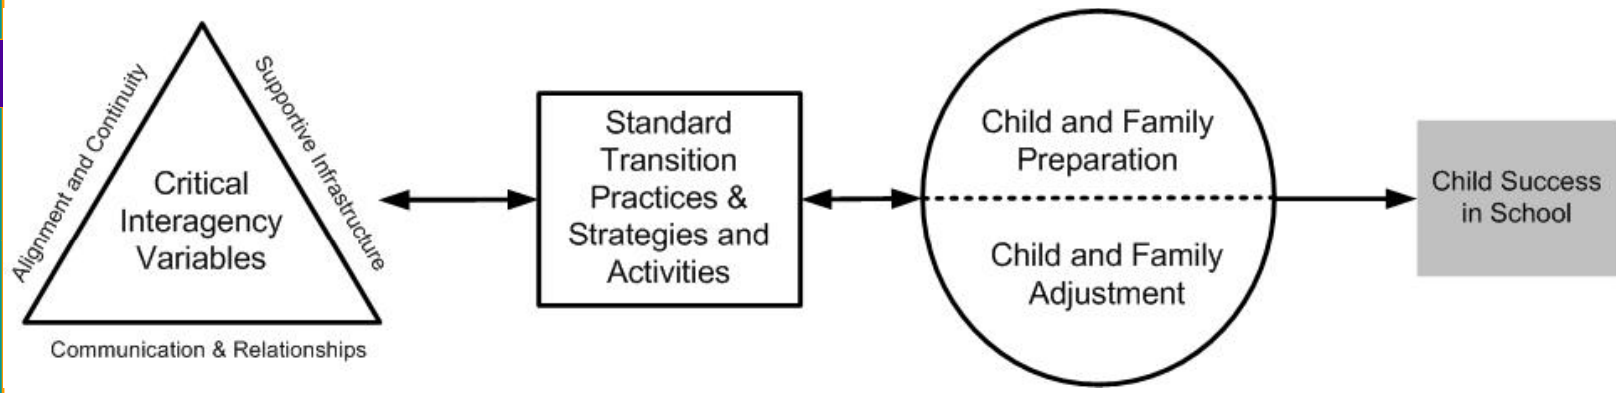 Alignment and Continuity
Supportive Infrastructure
Critical
Interagency
Variables
Communication & Relationships
Standard
Transition
Practices &
Strategies and
Activities
Child and Family
Preparation
Child and Family
Adjustment
Child Success
in School